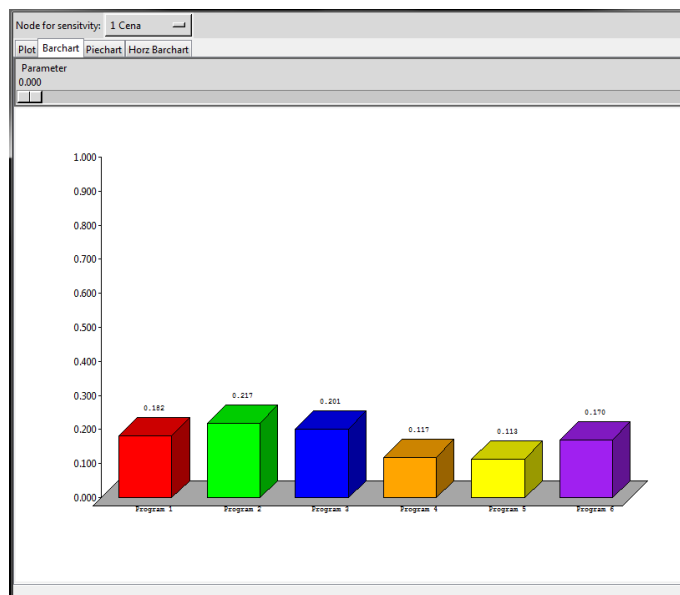 Node for sensitvity: 1 Cena
Plot Barchart Piechart Horz Barchart
Parameter
0.000
1.000
0.900
0.800
0.700
0.600
0.500
0.400
0.300
0.200
0.100
0.000
0.182 0.217 0.201 0.117 0.113 0.170
Program 1 Program 2 Program 3 Program 4 Program 5 Program 6